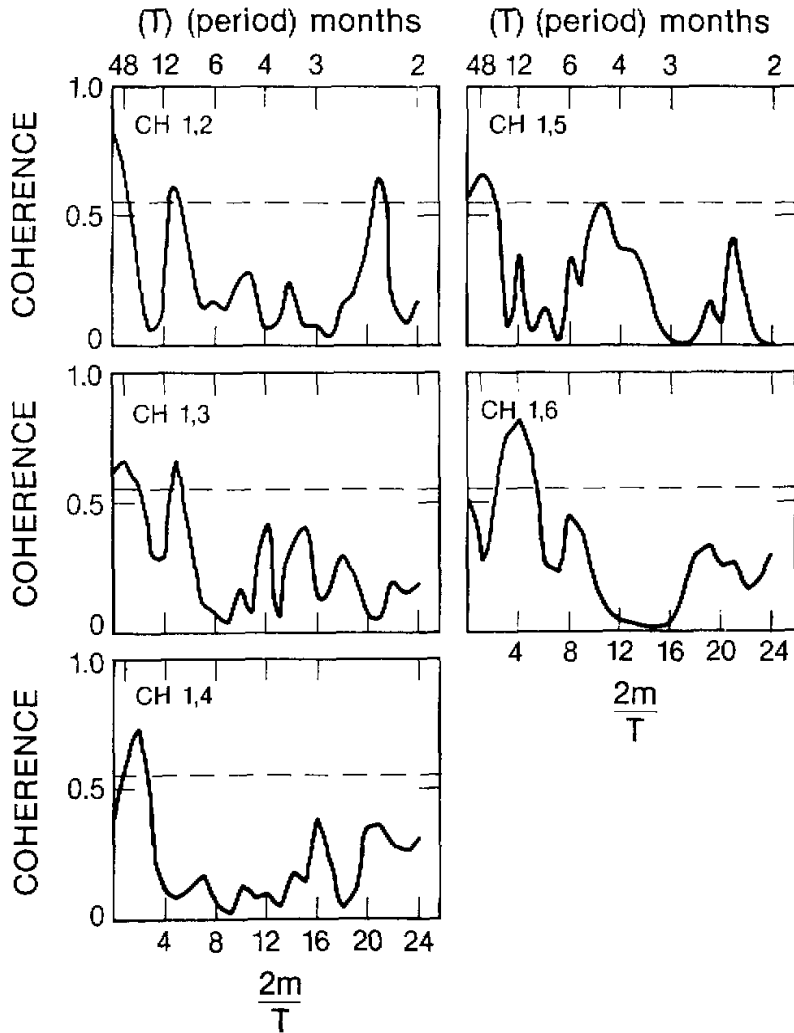 (T) (period) months
48 12 6 4 3 2
1.0
CH 1,2
COHERENCE
0.5
0
(T) (period) months
48 12 6 4 3 2
CH 1,5
1.0
CH 1,3
COHERENCE
0.5
0
CH 1,6
4 8 12 16 20 24
2m
T
1.0
CH 1,4
COHERENCE
0.5
0
4 8 12 16 20 24
2m
T